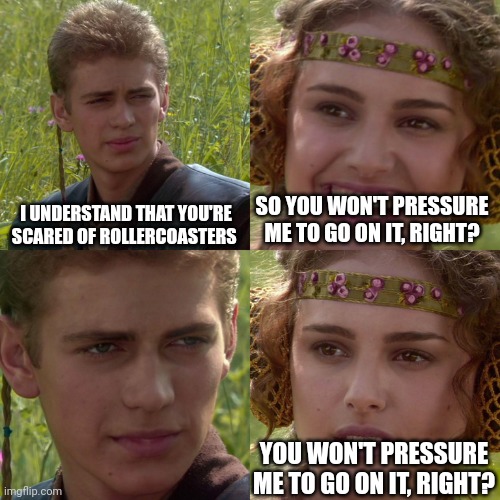 I UNDERSTAND THAT YOU'RE
SCARED OF ROLLERCOASTERS
SO YOU WON'T PRESSURE
ME TO GO ON IT, RIGHT?
YOU WON'T PRESSURE
ME TO GO ON IT, RIGHT?
imgflip.com